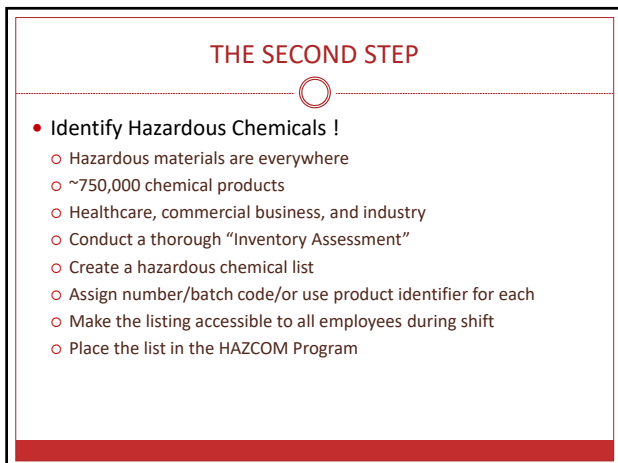 THE SECOND STEP
• Identify Hazardous Chemicals !
o Hazardous materials are everywhere
o ~750,000 chemical products
o Healthcare, commercial business, and industry
o Conduct a thorough “Inventory Assessment”
o Create a hazardous chemical list
o Assign number/batch code/or use product identifier for each
o Make the listing accessible to all employees during shift
o Place the list in the HAZCOM Program